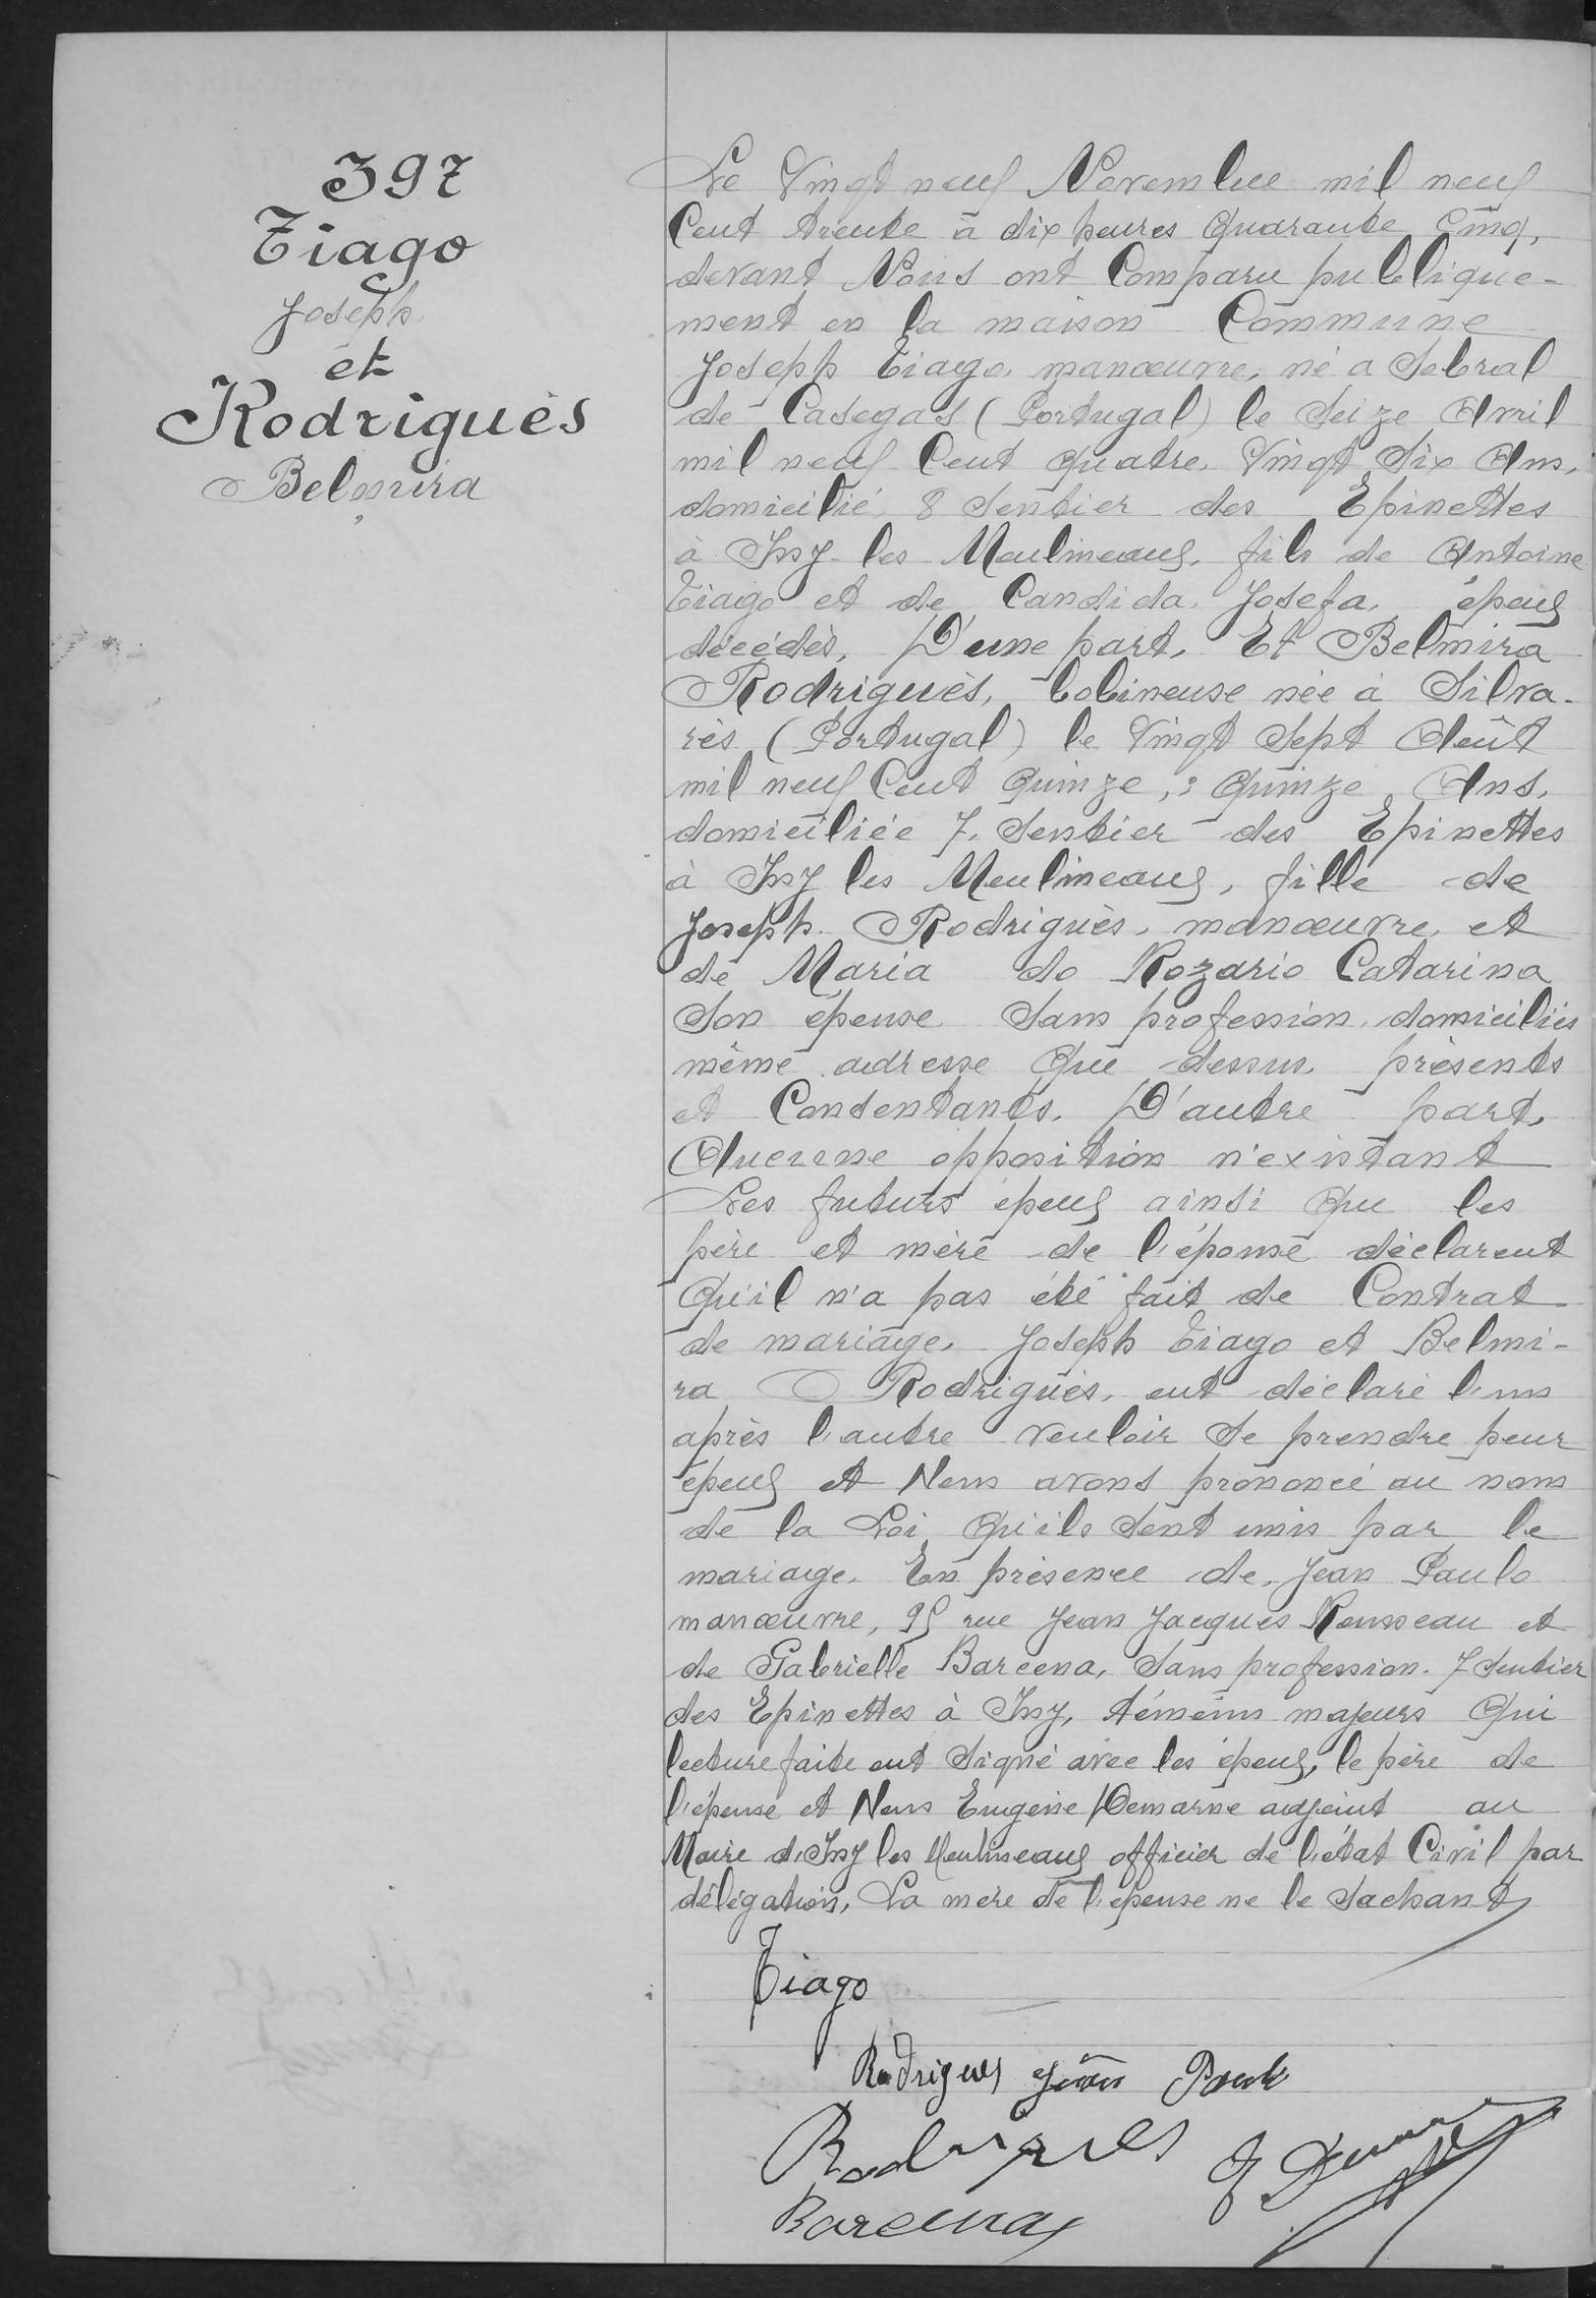 397
Tiago
Joseph
et
Rodriguès
Belmira
Le Vingt neuf Novembre mil neuf
Cent trente à dix heures quarante cinq,
devant Nous ont Comparu publique-
ment en la maison Commune
Joseph Tiago, manœuvre, né a Sobral
de Casegas (Portugal) le Seize Avril
mil neuf Cent quatre, Vingt Six Ans,
domicilié 8 Sentier des Epinettes
à Issy les Moulineaux, fils de Antoine
Tiago et de Candida Josefa, époux
décédés, D'une part, Et Belmira
Rodriguès, bobineuse née à Silva-
rès (Portugal) le Vingt Sept Août
mil neuf Cent Quinze, quinze Ans,
domiciliée 7, Sentier des Epinettes
à Issy les Moulineaux, fille de
Joseph Rodriguès, manœuvre, et
de Maria do Rozario Catarina
Son épouse Sans profession, domiciliés
même adresse que dessus présents
et Consentants, D'autre part,
Aucune opposition n'existant
Les futurs époux ainsi que les
père et mère de l'épouse déclarent
Qu'il n'a pas été fait de Contrat
de mariage. Joseph Tiago et Belmi-
ra Rodriguès, ont déclaré l'un
après l'autre vouloir Se prendre pour
époux et Nous avons prononcé au nom
de la Loi qu'ils Sont unis par le
mariage. En présence de, Jean Paulo
manœuvre, 95 rue Jean Jacques Rousseau et
de Gabrielle Barcena, Sans profession. 7 Sentier
des Epinettes à Issy, témoins majeurs Qui
lecture faite ont Signé avec les époux, le père de
l'épouse et Nous Eugène Demarne adjoint au
Maire d'Issy les Moulineaux officier de l'état Civil par
délégation, La mère de l'épouse ne le Sachant
Tiago
Rodrigues Jean Paulo
Rodrigues
Barcena